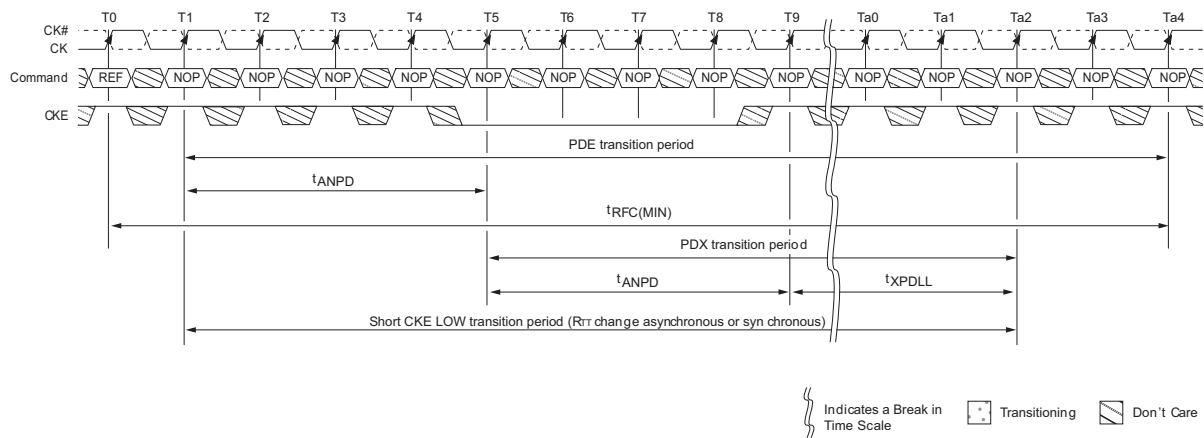 T0 T1 T2 T3 T4 T5 T6 T7 T8 T9 Ta0 Ta1 Ta2 Ta3 Ta4
CK#
CK
Command REF NOP NOP NOP NOP NOP NOP NOP NOP NOP NOP NOP NOP NOP NOP
CKE
PDE transition period
tANPD
tRFC(MIN)
PDX transition period
tANPD tXPDLL
Short CKE LOW transition period (RTT change asynchronous or syn chronous)
Indicates a Break in
Time Scale
Transitioning
Don't Care